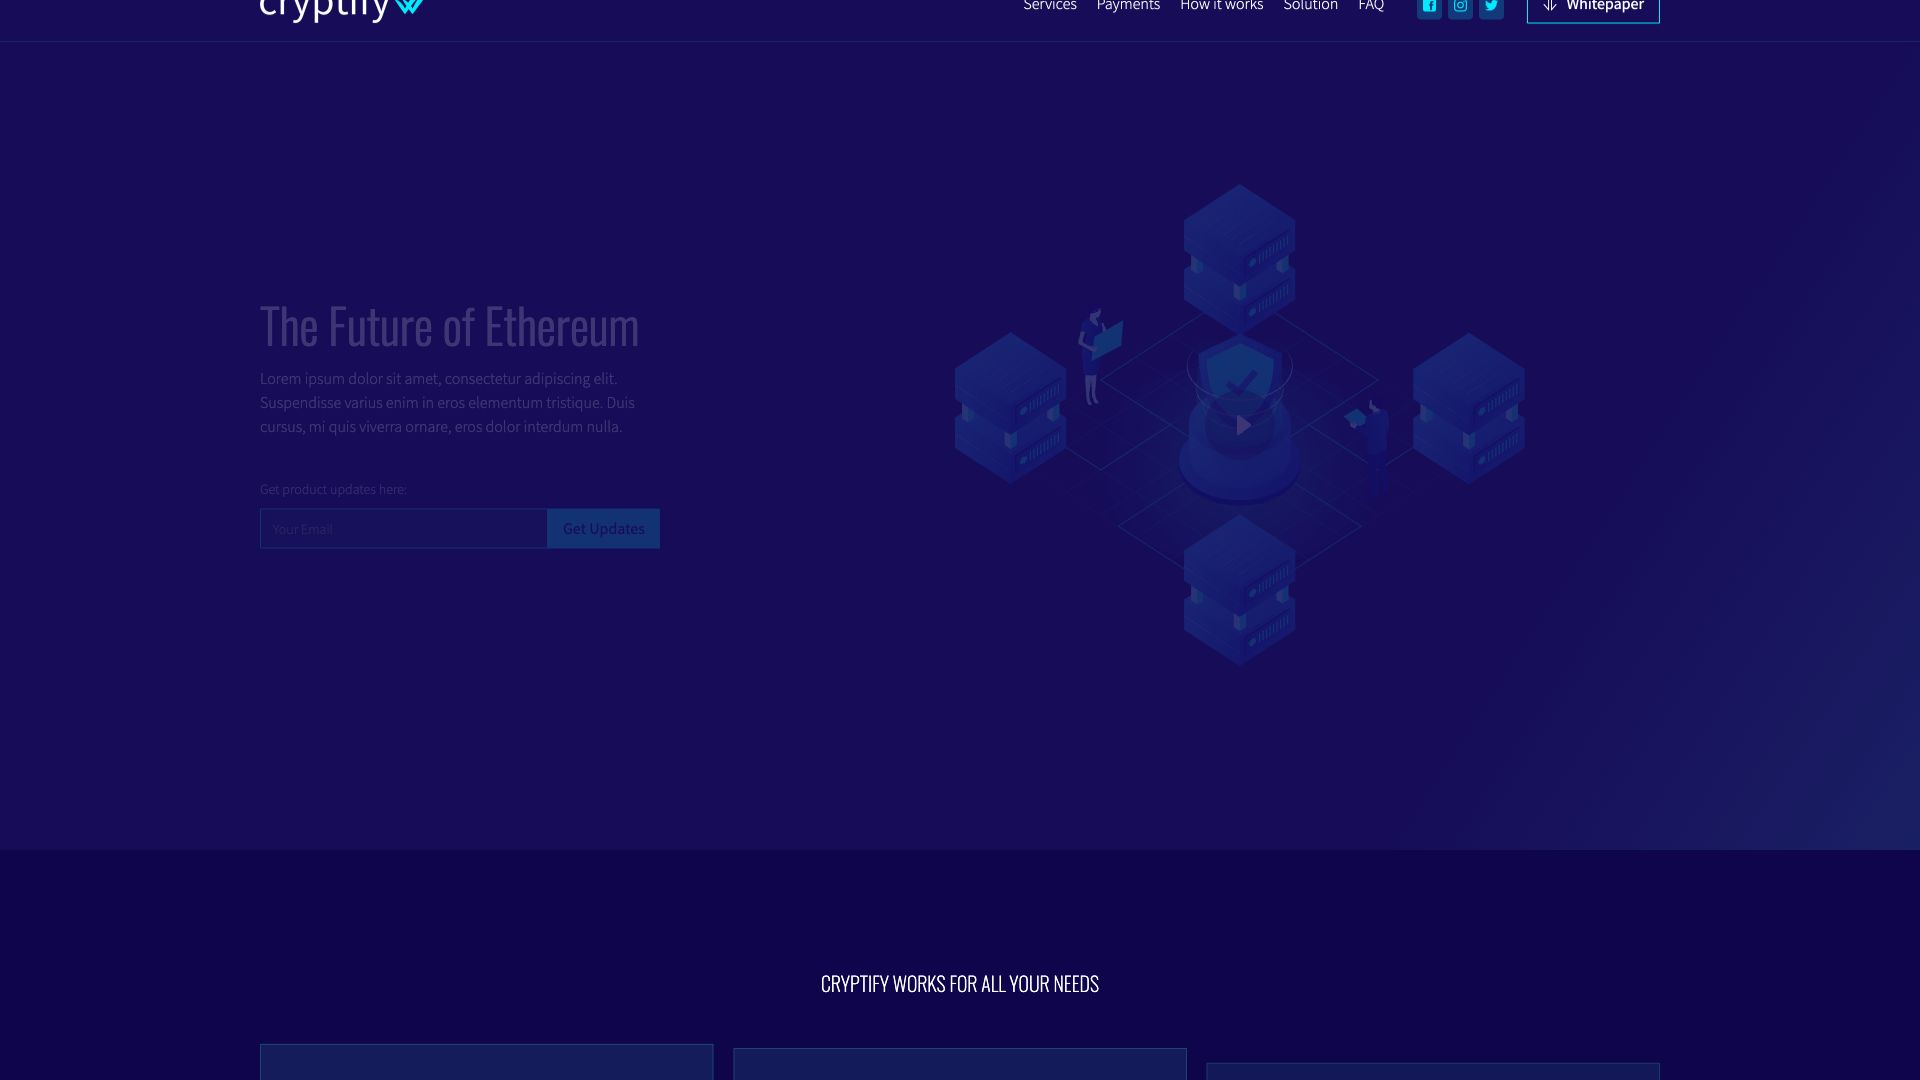 cryptify
Services Payments How it works Solution FAQ Whitepaper
The Future of Ethereum
Lorem ipsum dolor sit amet, consectetur adipiscing elit.
Suspendisse varius enim in eros elementum tristique. Duis
cursus, mi quis viverra ornare, eros dolor interdum nulla.
Get product updates here:
Your Email Get Updates
CRYPTIFY WORKS FOR ALL YOUR NEEDS